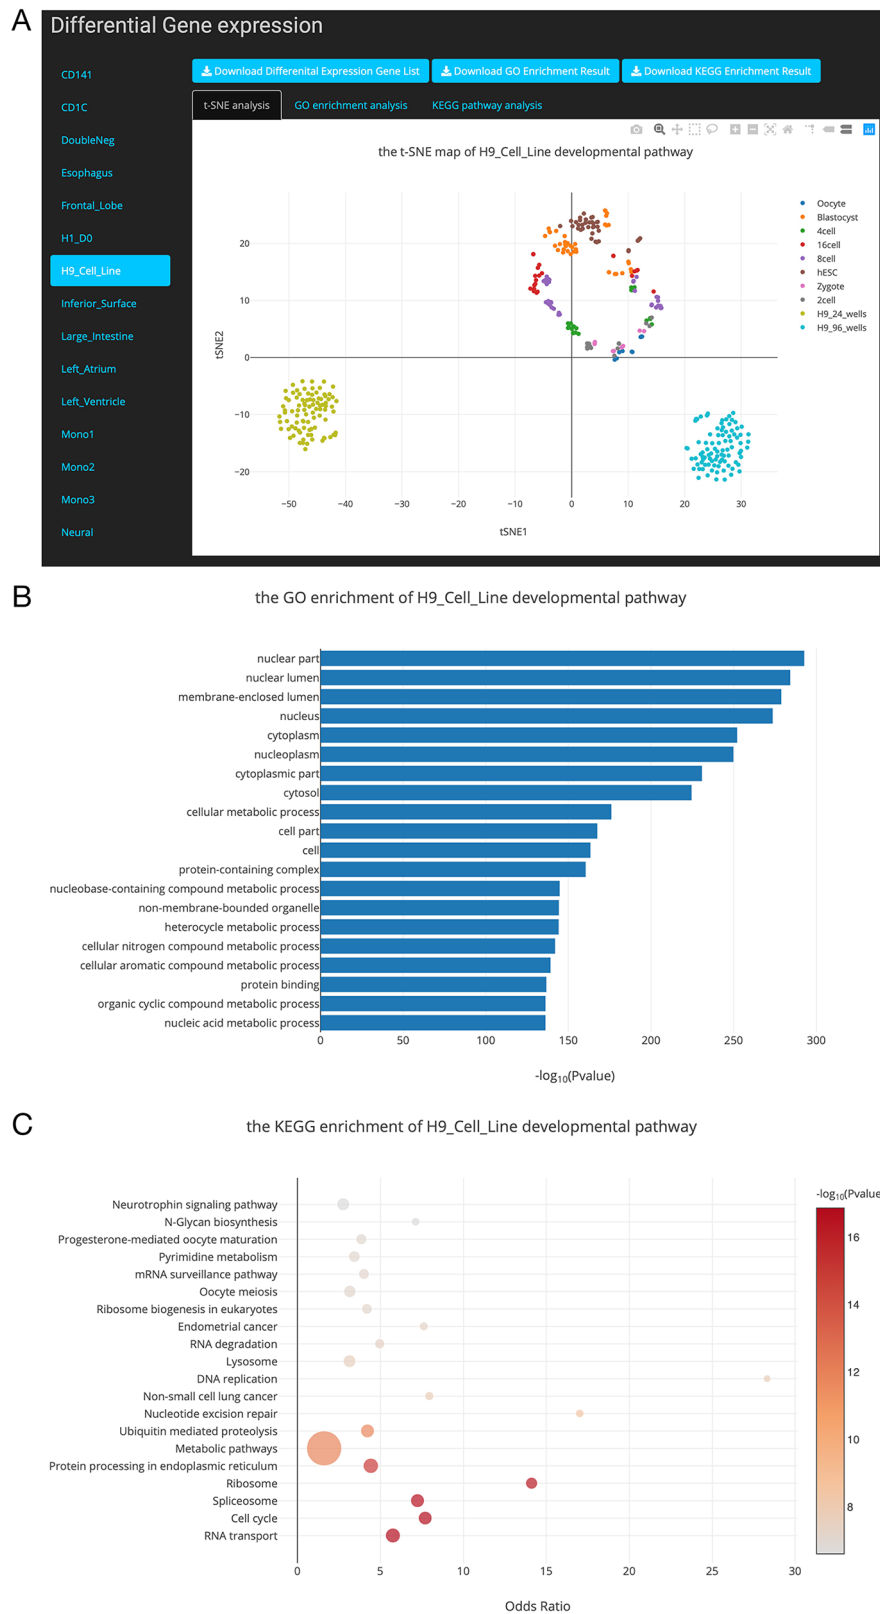 A
Differential Gene expression
CD141
CD1C
DoubleNeg
Esophagus
Frontal_Lobe
H1_D0
H9_Cell_Line
Inferior_Surface
Large_Intestine
Left_Atrium
Left_Ventricle
Mono1
Mono2
Mono3
Neural
Download Differenital Expression Gene List
Download GO Enrichment Result
Download KEGG Enrichment Result
t-SNE analysis
GO enrichment analysis
KEGG pathway analysis
the t-SNE map of H9_Cell_Line developmental pathway
tSNE2
20
10
0
−10
−20
−50
−40
−30
−20
−10
0
10
20
30
tSNE1
Oocyte
Blastocyst
4cell
16cell
8cell
hESC
Zygote
2cell
H9_24_wells
H9_96_wells
B
the GO enrichment of H9_Cell_Line developmental pathway
nuclear part
nuclear lumen
membrane-enclosed lumen
nucleus
cytoplasm
nucleoplasm
cytoplasmic part
cytosol
cellular metabolic process
cell part
cell
protein-containing complex
nucleobase-containing compound metabolic process
non-membrane-bounded organelle
heterocycle metabolic process
cellular nitrogen compound metabolic process
cellular aromatic compound metabolic process
protein binding
organic cyclic compound metabolic process
nucleic acid metabolic process
0
50
100
150
200
250
300
-log10(Pvalue)
C
the KEGG enrichment of H9_Cell_Line developmental pathway
Neurotrophin signaling pathway
N-Glycan biosynthesis
Progesterone-mediated oocyte maturation
Pyrimidine metabolism
mRNA surveillance pathway
Oocyte meiosis
Ribosome biogenesis in eukaryotes
Endometrial cancer
RNA degradation
Lysosome
DNA replication
Non-small cell lung cancer
Nucleotide excision repair
Ubiquitin mediated proteolysis
Metabolic pathways
Protein processing in endoplasmic reticulum
Ribosome
Spliceosome
Cell cycle
RNA transport
0
5
10
15
20
25
30
Odds Ratio
-log10(Pvalue
16
14
12
10
8